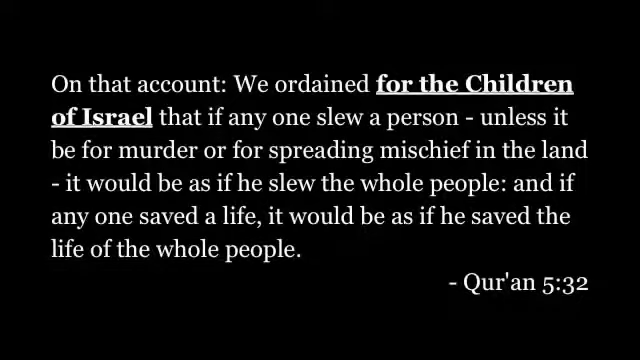 On that account: We ordained for the Children
of Israel that if any one slew a person - unless it
be for murder or for spreading mischief in the land
- it would be as if he slew the whole people: and if
any one saved a life, it would be as if he saved the
life of the whole people.
- Qur'an 5:32